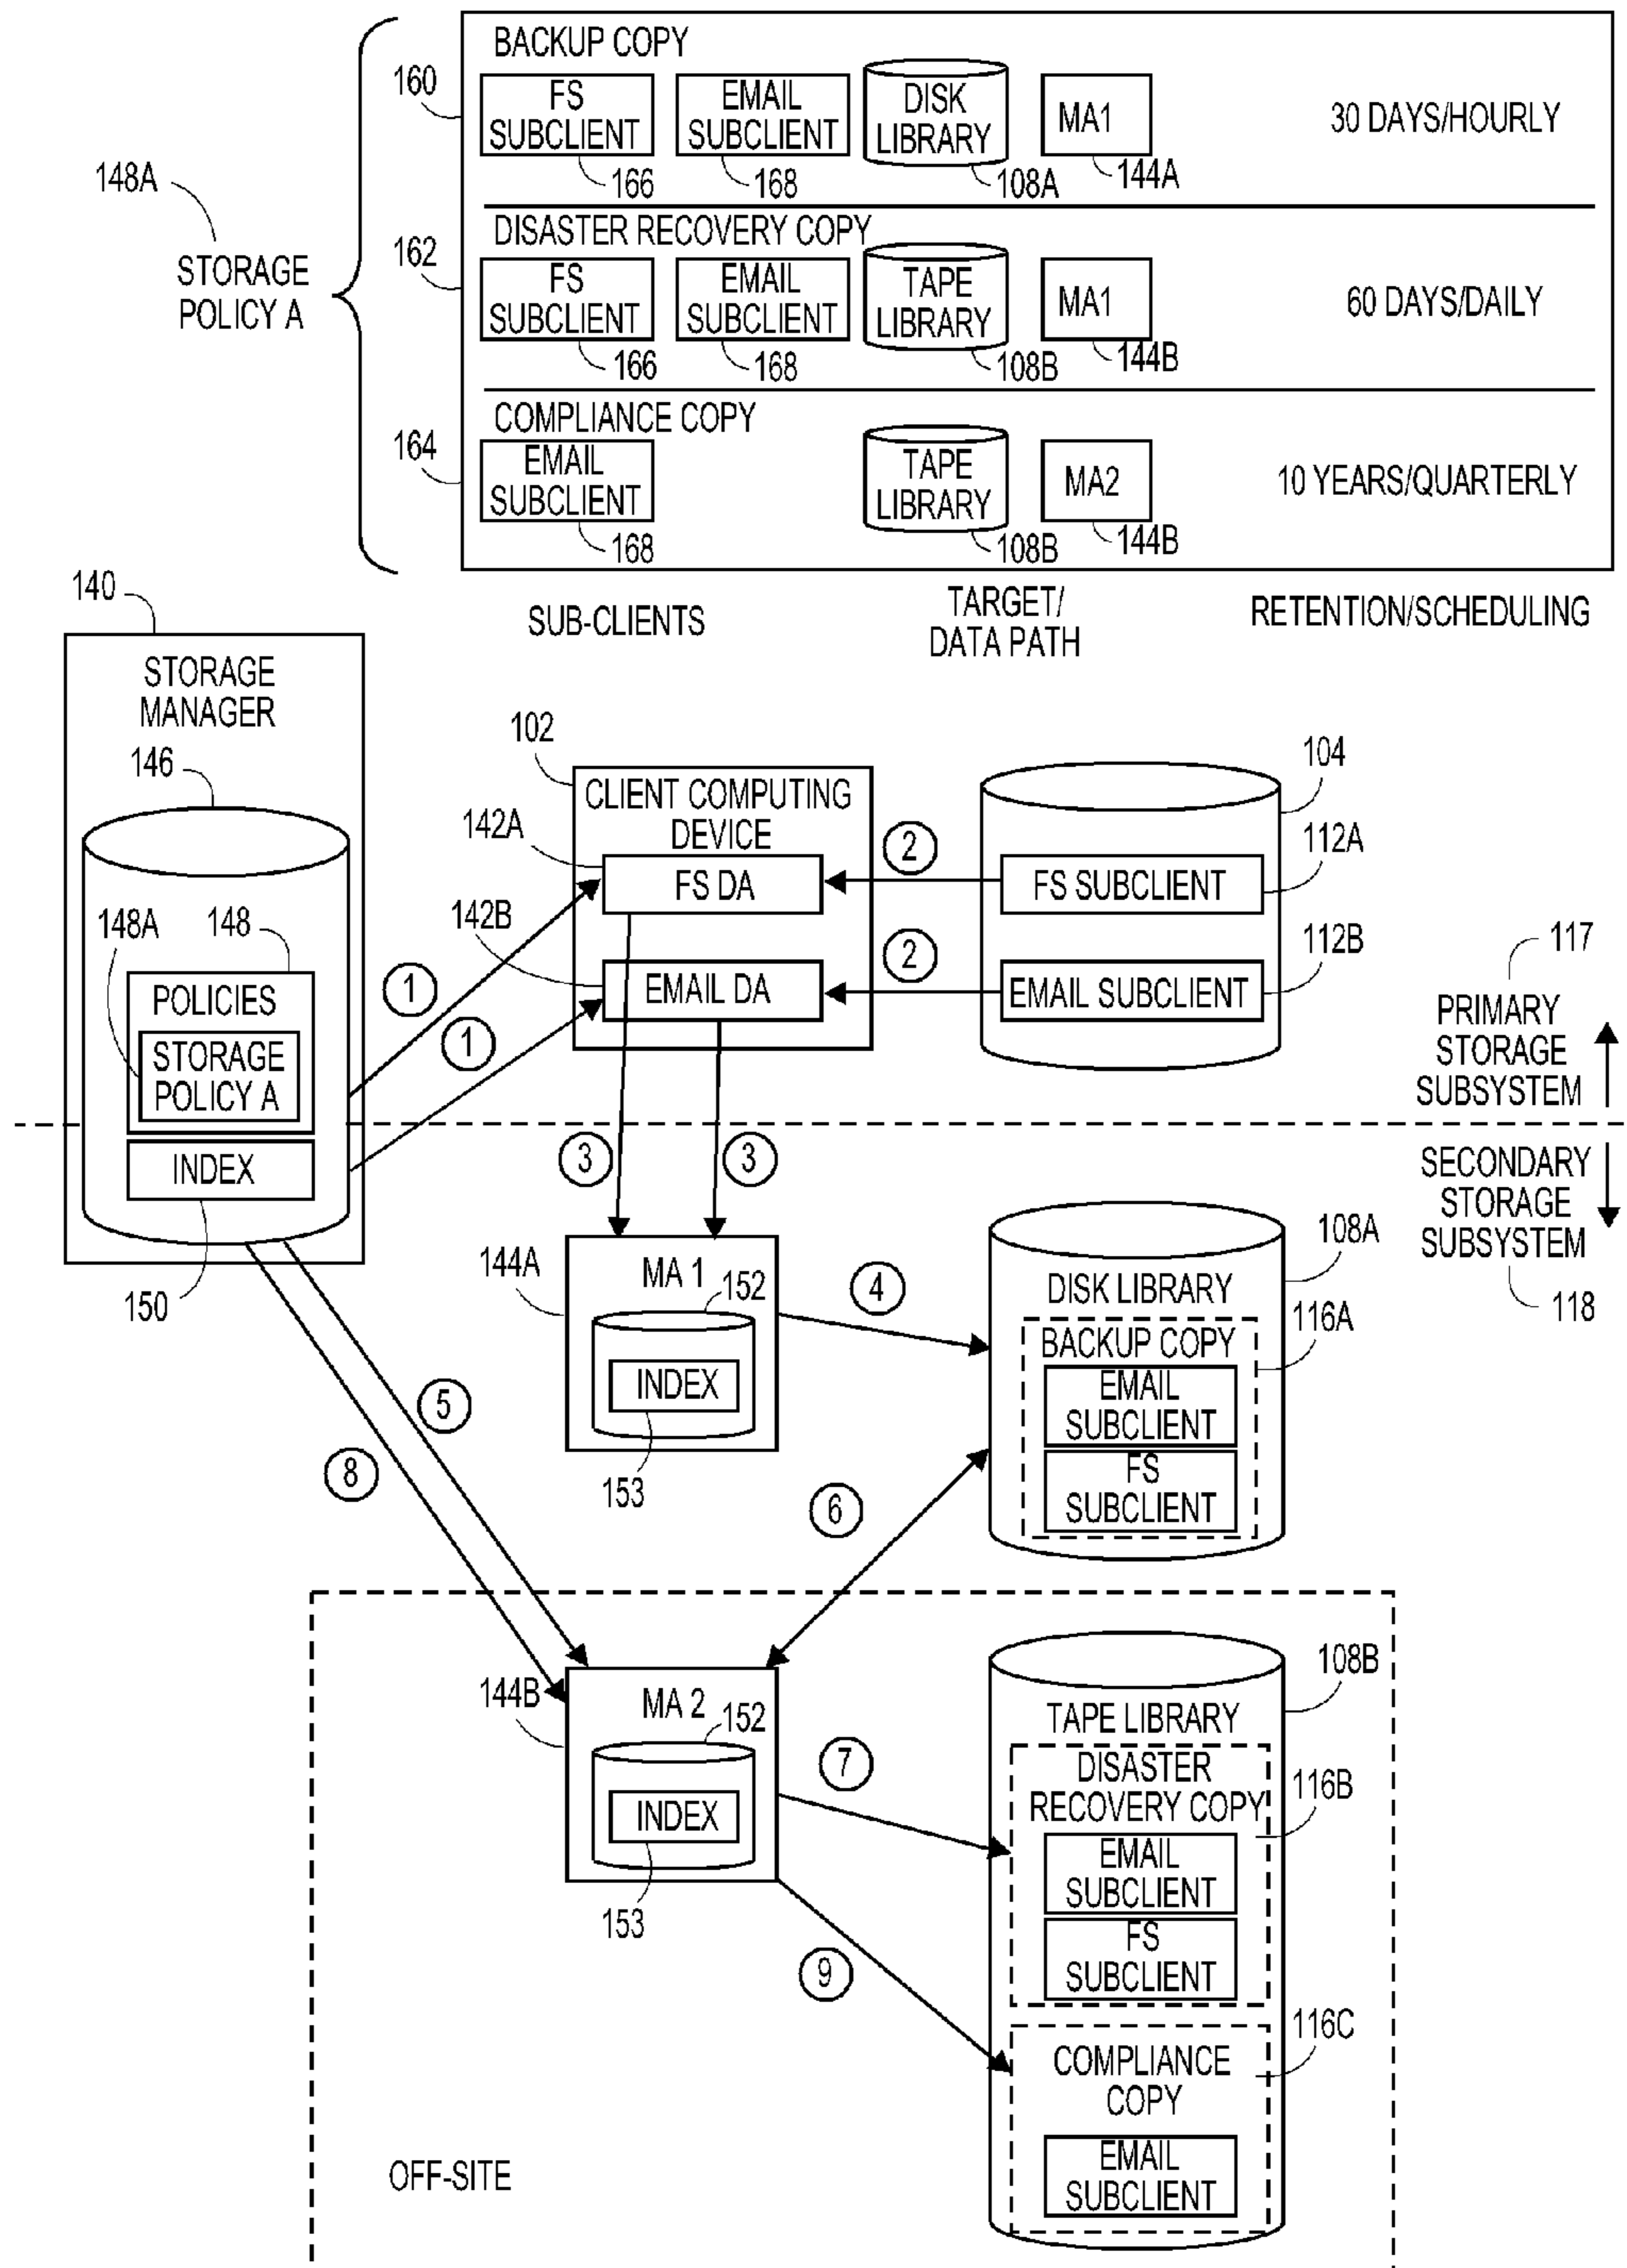 BACKUP COPY
160
FS
SUBCLIENT
166
EMAIL
SUBCLIENT
168
DISK
LIBRARY
108A
MA1
144A
30 DAYS/HOURLY
148A
STORAGE
POLICY A
DISASTER RECOVERY COPY
162
FS
SUBCLIENT
166
EMAIL
SUBCLIENT
168
TAPE
LIBRARY
108B
MA1
144B
60 DAYS/DAILY
COMPLIANCE COPY
164
EMAIL
SUBCLIENT
168
TAPE
LIBRARY
108B
MA2
144B
10 YEARS/QUARTERLY
SUB-CLIENTS
TARGET/
DATA PATH
RETENTION/SCHEDULING
140
STORAGE
MANAGER
146
148A
148
POLICIES
STORAGE
POLICY A
INDEX
150
102
CLIENT COMPUTING
DEVICE
142A
FS DA
142B
EMAIL DA
1
1
2
2
104
FS SUBCLIENT
112A
EMAIL SUBCLIENT
112B
117
PRIMARY
STORAGE
SUBSYSTEM
SECONDARY
STORAGE
SUBSYSTEM
118
3
3
144A
MA 1
152
INDEX
153
4
108A
DISK LIBRARY
BACKUP COPY
116A
EMAIL
SUBCLIENT
FS
SUBCLIENT
5
8
6
144B
MA 2
152
INDEX
153
7
9
108B
TAPE LIBRARY
DISASTER
RECOVERY COPY
116B
EMAIL
SUBCLIENT
FS
SUBCLIENT
116C
COMPLIANCE
COPY
EMAIL
SUBCLIENT
OFF-SITE